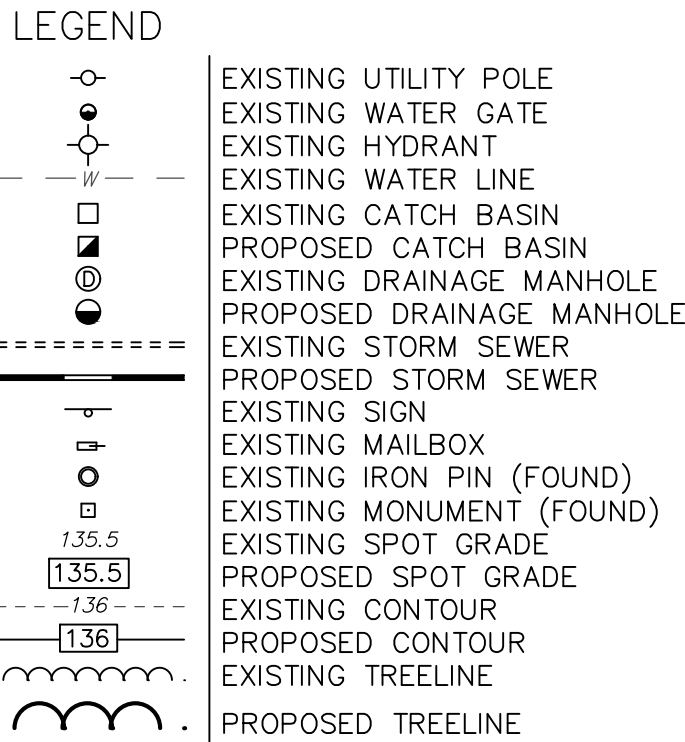 LEGEND
EXISTING UTILITY POLE
EXISTING WATER GATE
EXISTING HYDRANT
W EXISTING WATER LINE
EXISTING CATCH BASIN
PROPOSED CATCH BASIN
D EXISTING DRAINAGE MANHOLE
PROPOSED DRAINAGE MANHOLE
EXISTING STORM SEWER
PROPOSED STORM SEWER
EXISTING SIGN
EXISTING MAILBOX
EXISTING IRON PIN (FOUND)
EXISTING MONUMENT (FOUND)
135.5 EXISTING SPOT GRADE
135.5 PROPOSED SPOT GRADE
136 EXISTING CONTOUR
136 PROPOSED CONTOUR
EXISTING TREELINE
PROPOSED TREELINE